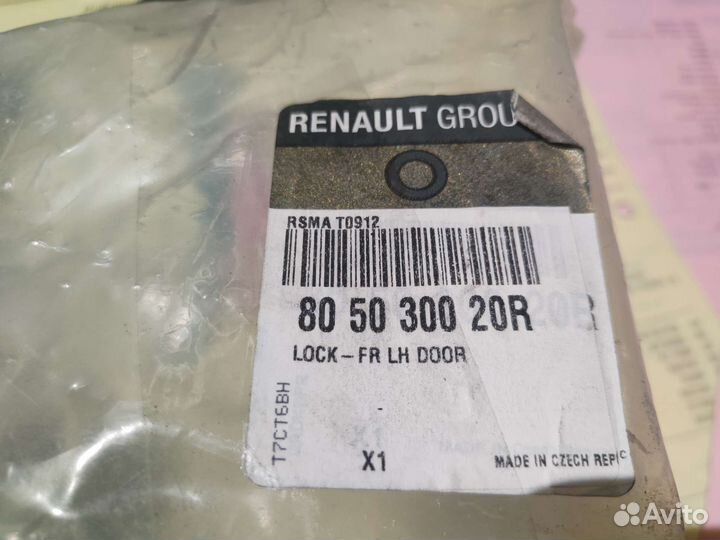 RENAULT GROU
RSMA T0912
80 50 300 20R
LOCK-FR LH DOOR
T7CT6BH
X1
MADE IN CZECH REP
Avito